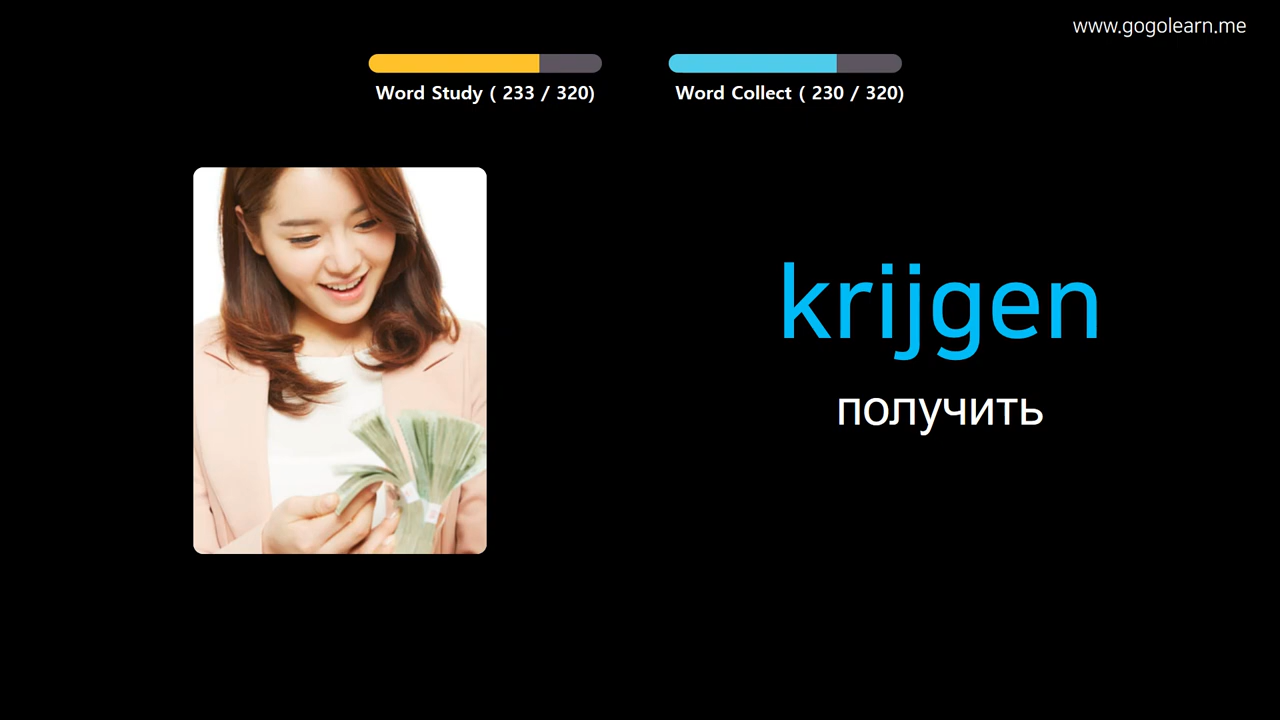 www.gogolearn.me
Word Study ( 233 / 320)
Word Collect ( 230 / 320)
krijgen
получить